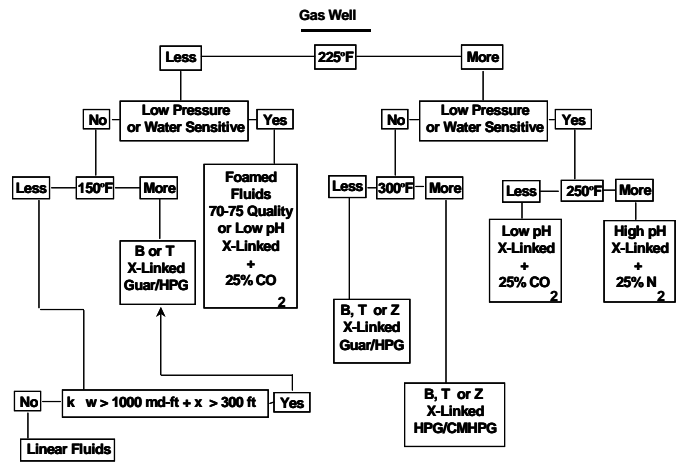 Gas Well
Less
225°F
More
No
Low Pressure
or Water Sensitive
Yes
No
Low Pressure
or Water Sensitive
Yes
Less
150°F
More
Foamed
Fluids
70-75 Quality
or Low pH
X-Linked
+
25% CO
2
Less
300°F
More
Less
250°F
More
B or T
X-Linked
Guar/HPG
Low pH
X-Linked
+
25% CO
2
High pH
X-Linked
+
25% N
2
B, T or Z
X-Linked
Guar/HPG
No
k w > 1000 md-ft + x > 300 ft
Yes
B, T or Z
X-Linked
HPG/CMHPG
Linear Fluids